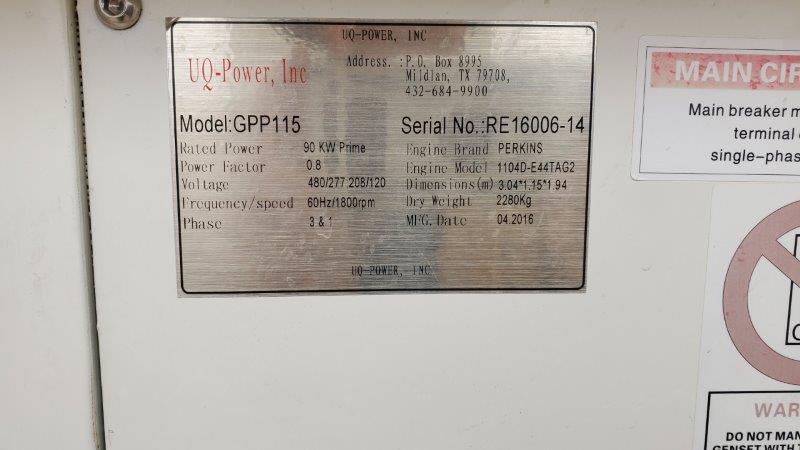 UQ-POWER, INC
UQ-Power, Inc
Address. :P.O. Box 8995
Mildlan, TX 79708,
432-684-9900
Model:GPP115 Serial No.:RE16006-14
Rated Power 90 KW Prime Engine Brand PERKINS
Power Factor 0.8 Engine Model 1104D-E44TAG2
Voltage 480/277;208/120 Dimensions(m) 3.04*1.15*1.94
Frequency/speed 60Hz/1800rpm Dry Weight 2280Kg
Phase 3 & 1 MFG. Date 04.2016
UQ-POWER, INC
MAIN CIR
Main breaker m
terminal
single-phas
WAR
DO NOT MAN
GENSET WITH